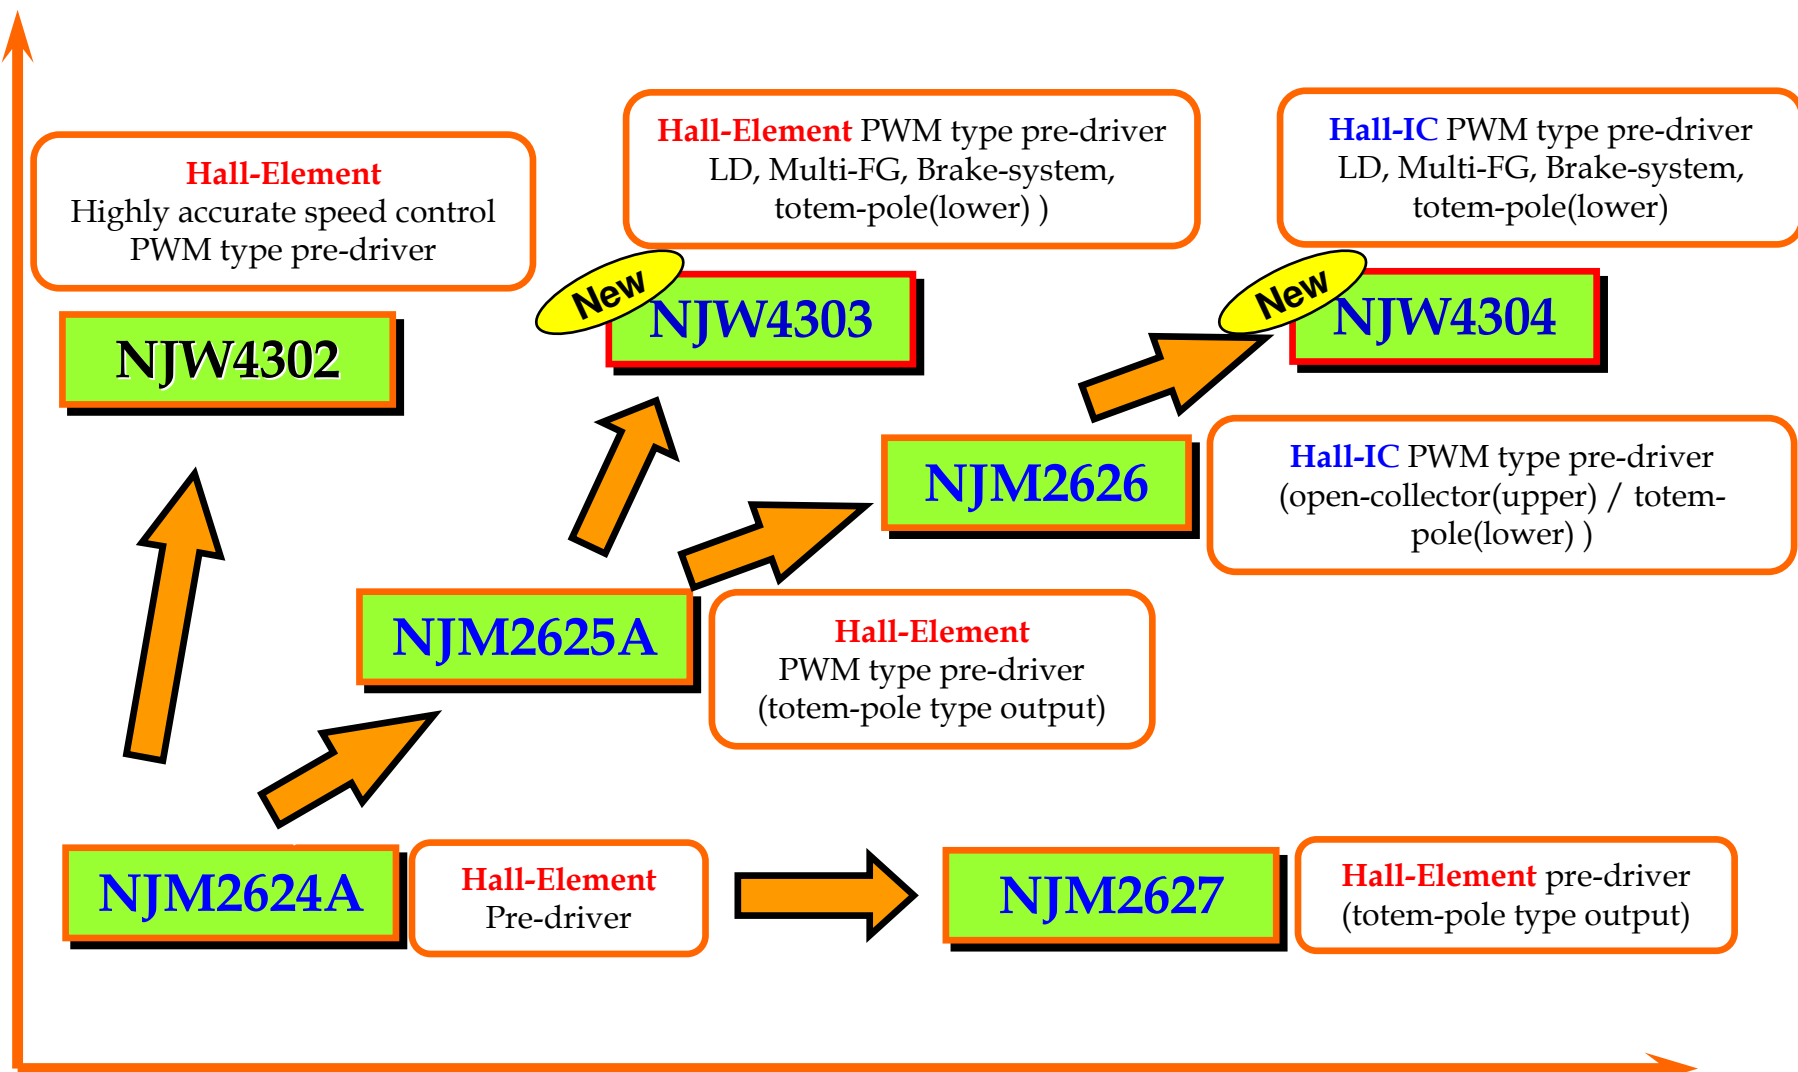 Hall-Element
Highly accurate speed control
PWM type pre-driver
NJW4302
Hall-Element PWM type pre-driver
LD, Multi-FG, Brake-system,
totem-pole(lower) )
New
NJW4303
Hall-IC PWM type pre-driver
LD, Multi-FG, Brake-system,
totem-pole(lower)
New
NJW4304
NJM2626
Hall-IC PWM type pre-driver
(open-collector(upper) / totem-
pole(lower) )
NJM2625A
Hall-Element
PWM type pre-driver
(totem-pole type output)
NJM2624A
Hall-Element
Pre-driver
NJM2627
Hall-Element pre-driver
(totem-pole type output)